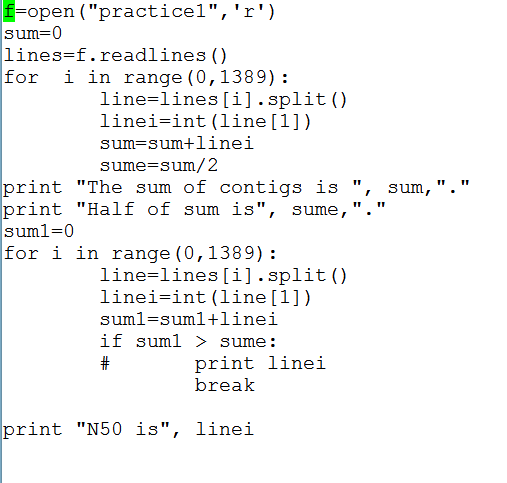 f=open("practice1",'r')
sum=0
lines=f.readlines()
for  i in range(0,1389):
        line=lines[i].split()
        linei=int(line[1])
        sum=sum+linei
        sume=sum/2
print "The sum of contigs is ", sum,"."
print "Half of sum is", sume,"."
sum1=0
for i in range(0,1389):
        line=lines[i].split()
        linei=int(line[1])
        sum1=sum1+linei
        if sum1 > sume:
        #       print linei
                break

print "N50 is", linei